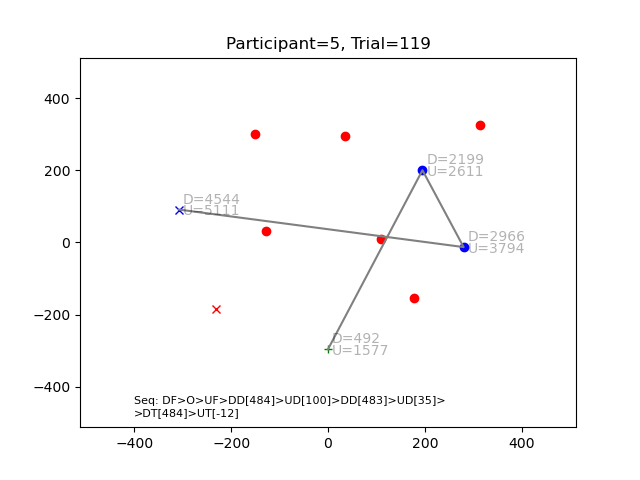 Participant=5, Trial=119
400
200
0
−200
−400
−400
−200
0
200
400
D=2199
U=2611
D=4544
U=5111
D=2966
U=3794
D=492
U=1577
Seq: DF>O>UF>DD[484]>UD[100]>DD[483]>UD[35]>
>DT[484]>UT[-12]